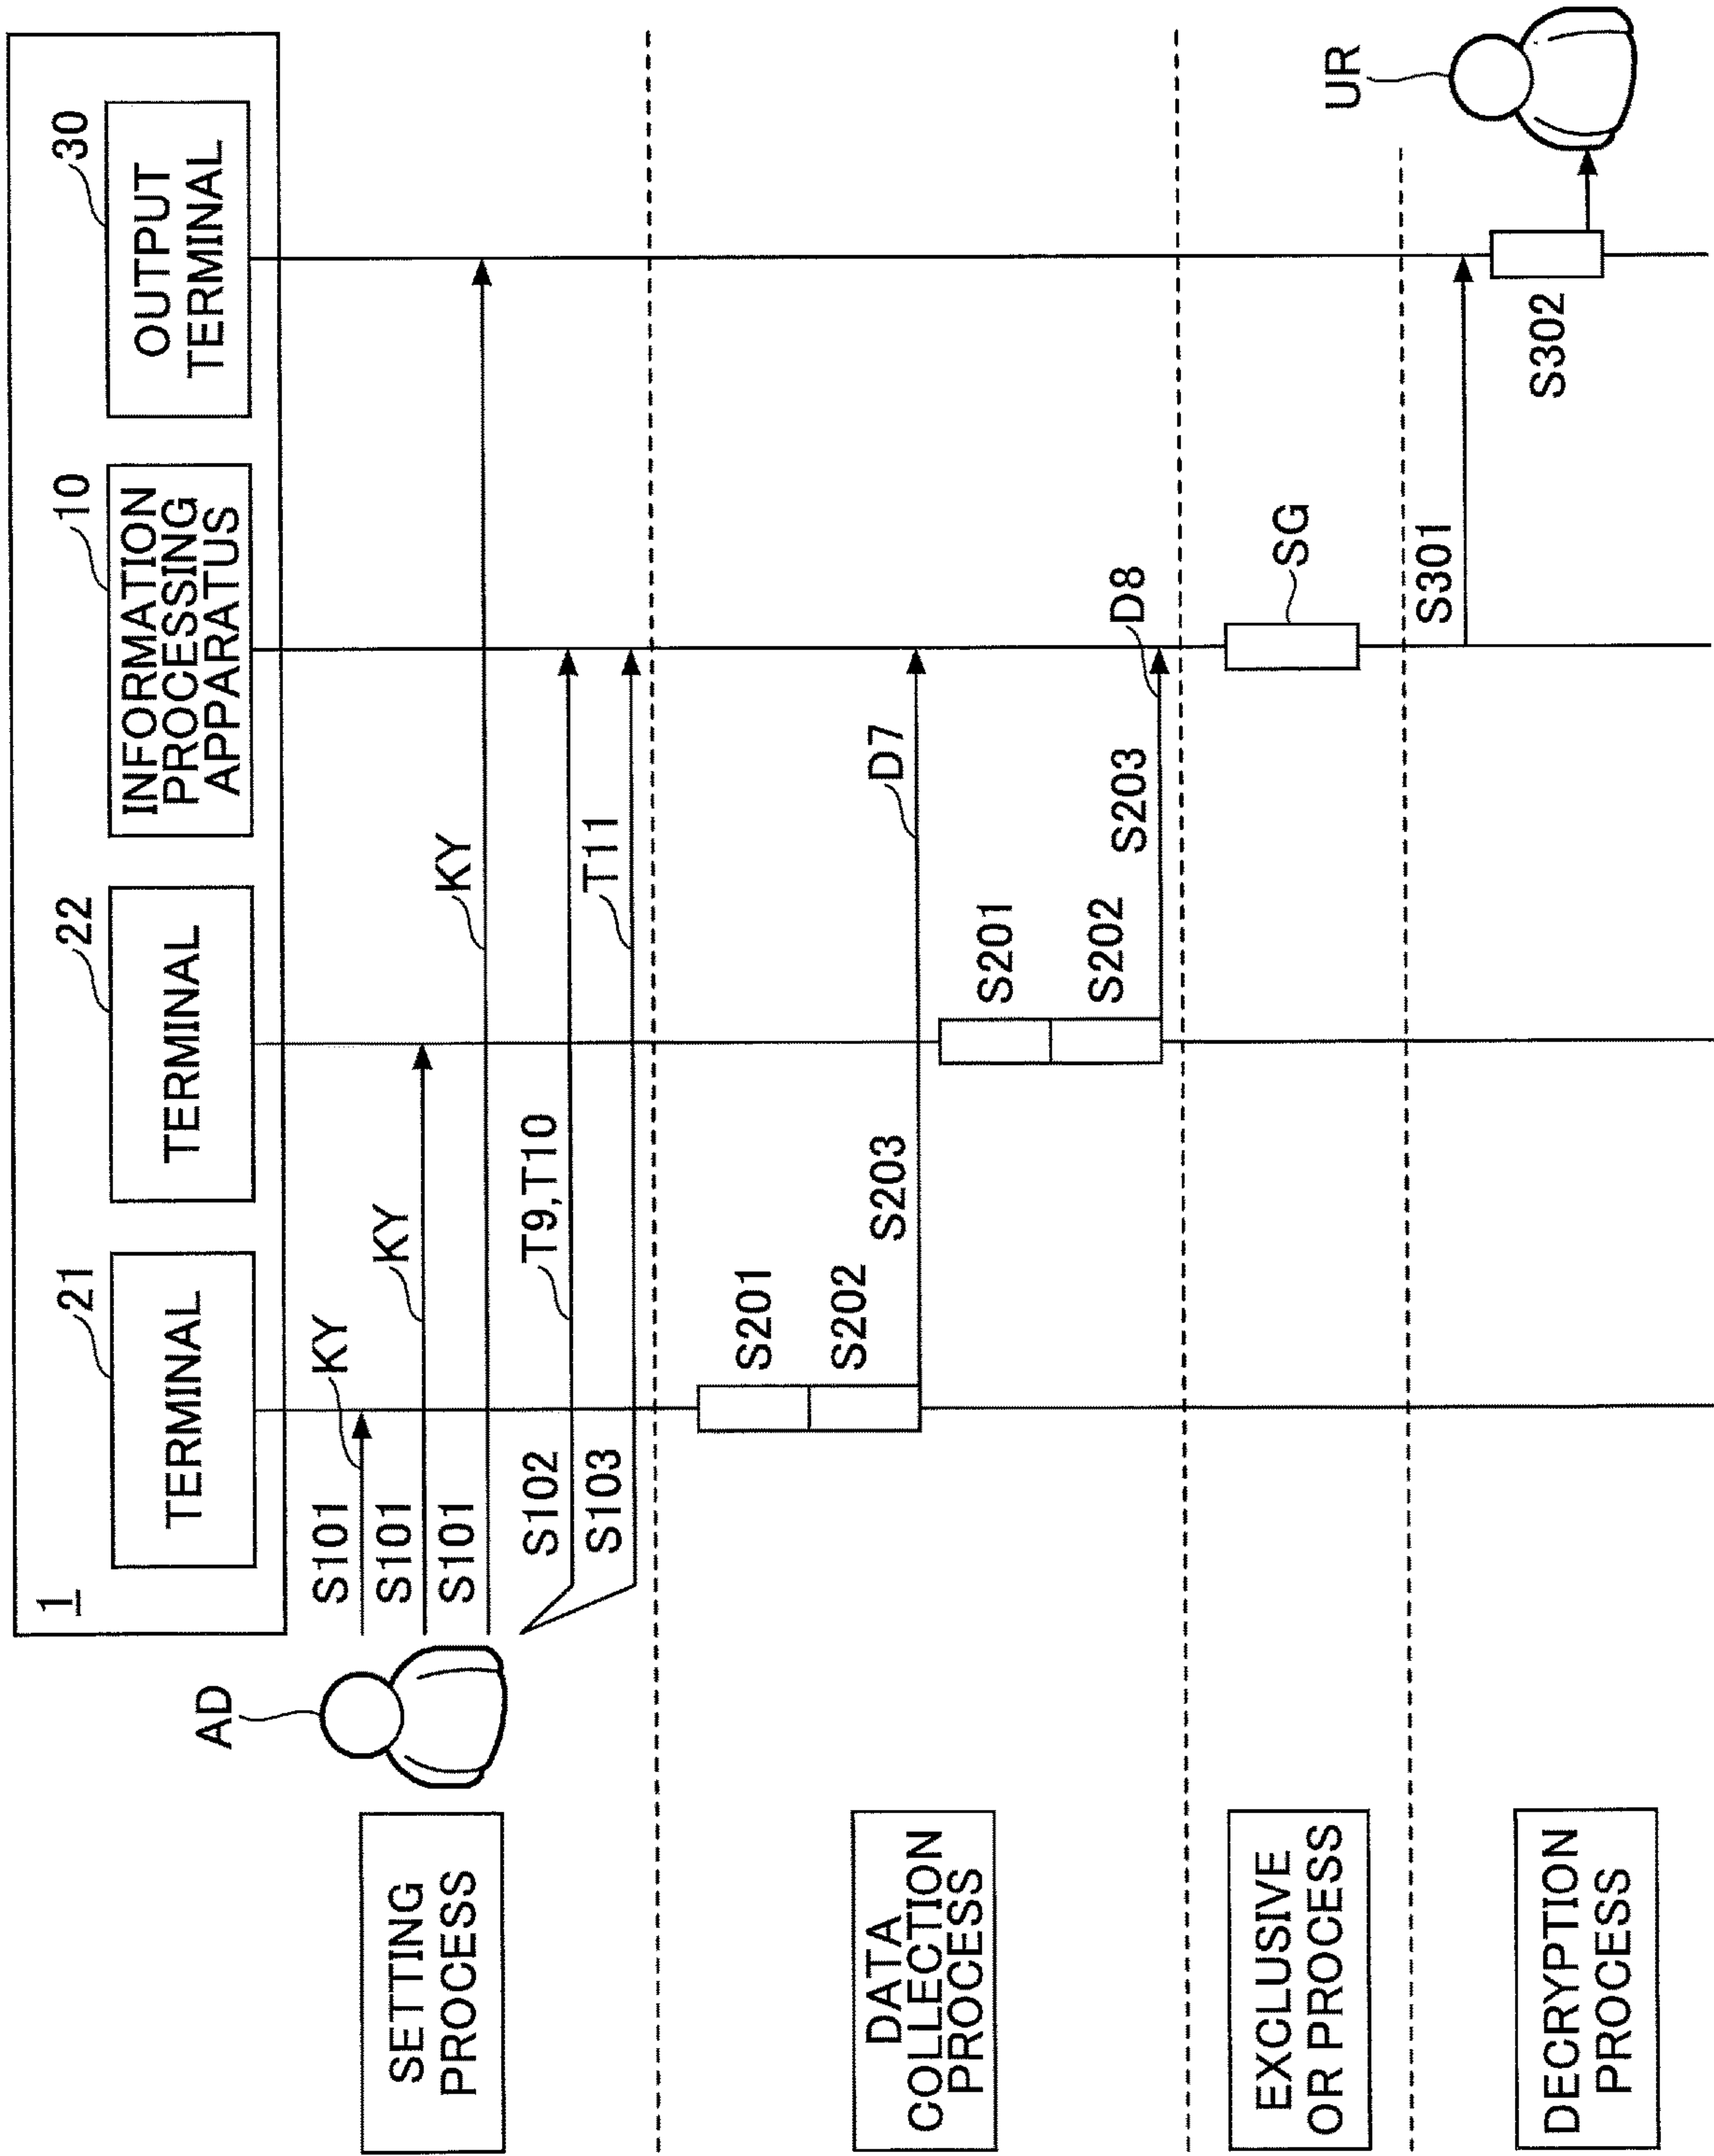 1
21
TERMINAL
22
TERMINAL
10
INFORMATION
PROCESSING
APPARATUS
30
OUTPUT
TERMINAL
AD
SETTING
PROCESS
S101
KY
S101
KY
S101
KY
S102
T9,T10
S103
T11
DATA
COLLECTION
PROCESS
S201
S202
S203
D7
S201
S202
S203
D8
EXCLUSIVE
OR PROCESS
SG
DECRYPTION
PROCESS
S301
S302
UR